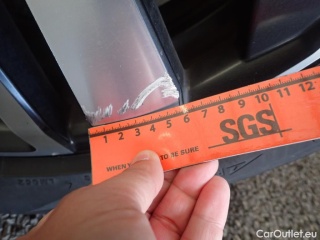 1 2 3 4 5 6 7 8 9 10 11 12
SGS
WHEN TO BE SURE
CarOutlet.eu